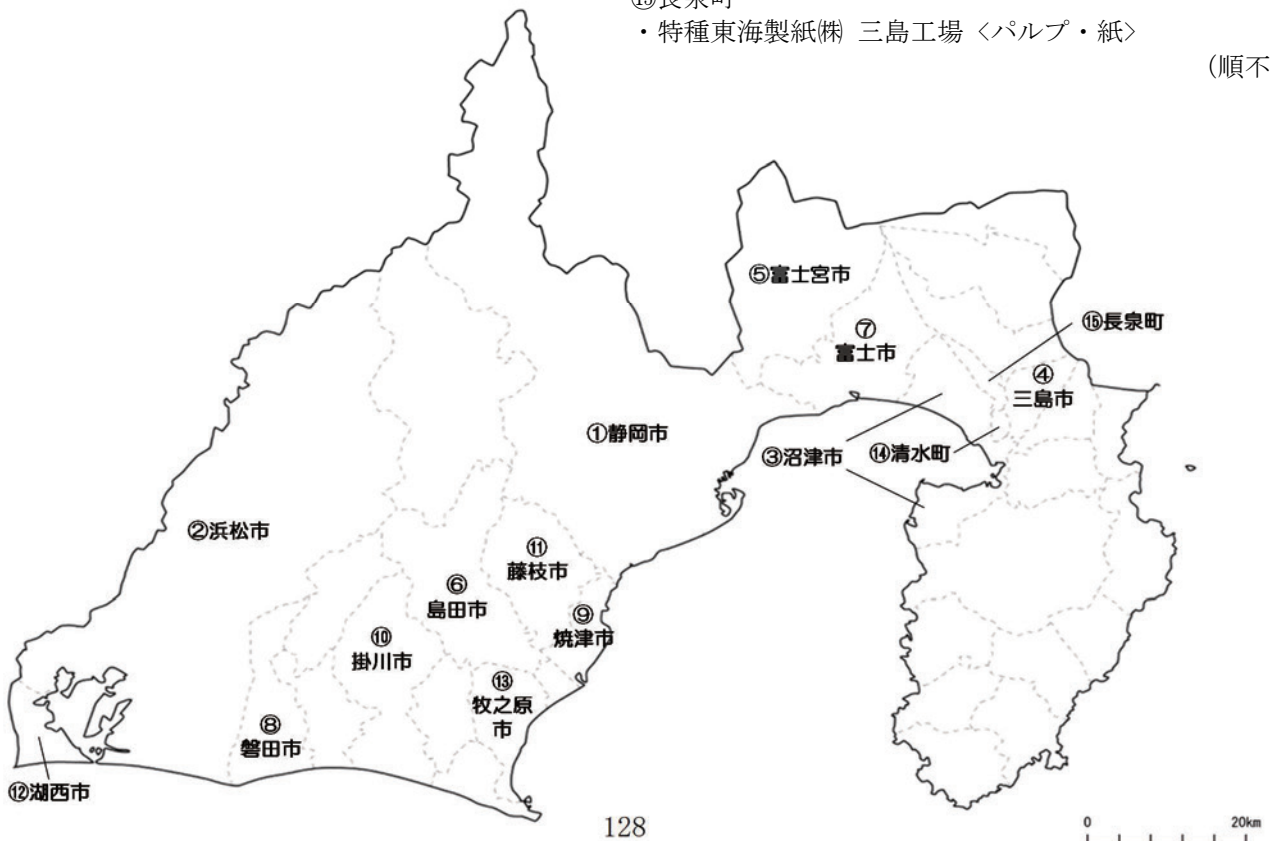 ⑮長泉町
・特種東海製紙㈱ 三島工場 <パルプ・紙>
(順不
⑤富士宮市
⑦
富士市
⑮長泉町
④
三島市
①静岡市
③沼津市
⑭清水町
②浜松市
⑪
藤枝市
⑥
島田市
⑨
焼津市
⑩
掛川市
⑬
牧之原
市
⑧
磐田市
⑫湖西市
128
0 20km